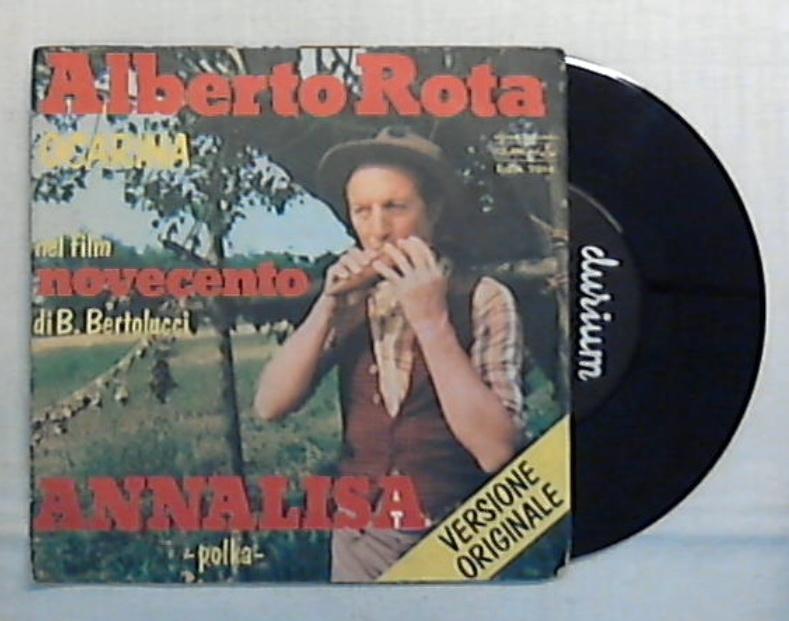 Alberto Rota
OCARINA
nel film
novecento
di B. Bertolucci
ANNALISA
-polka-
VERSIONE
ORIGINALE
durium